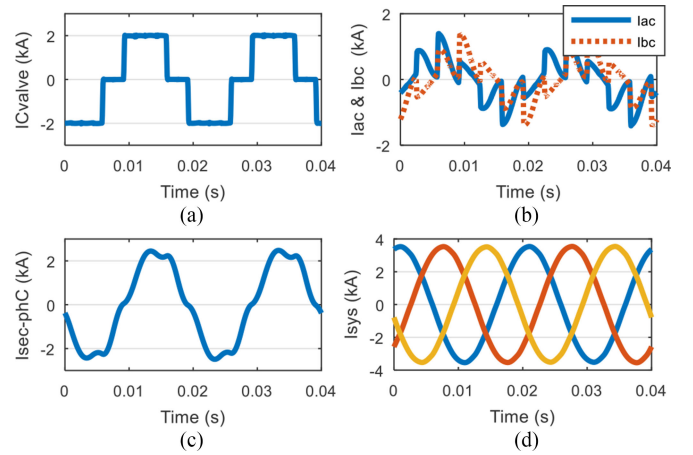 ICvalve (kA)
2
0
-2
0
0.01
0.02
0.03
0.04
Time (s)
(a)
Iac & Ibc (kA)
2
0
-2
0
0.01
0.02
0.03
0.04
Iac
Ibc
Time (s)
(b)
Isec-phC (kA)
2
0
-2
0
0.01
0.02
0.03
0.04
Time (s)
(c)
Isys (kA)
4
2
0
-2
-4
0
0.01
0.02
0.03
0.04
Time (s)
(d)